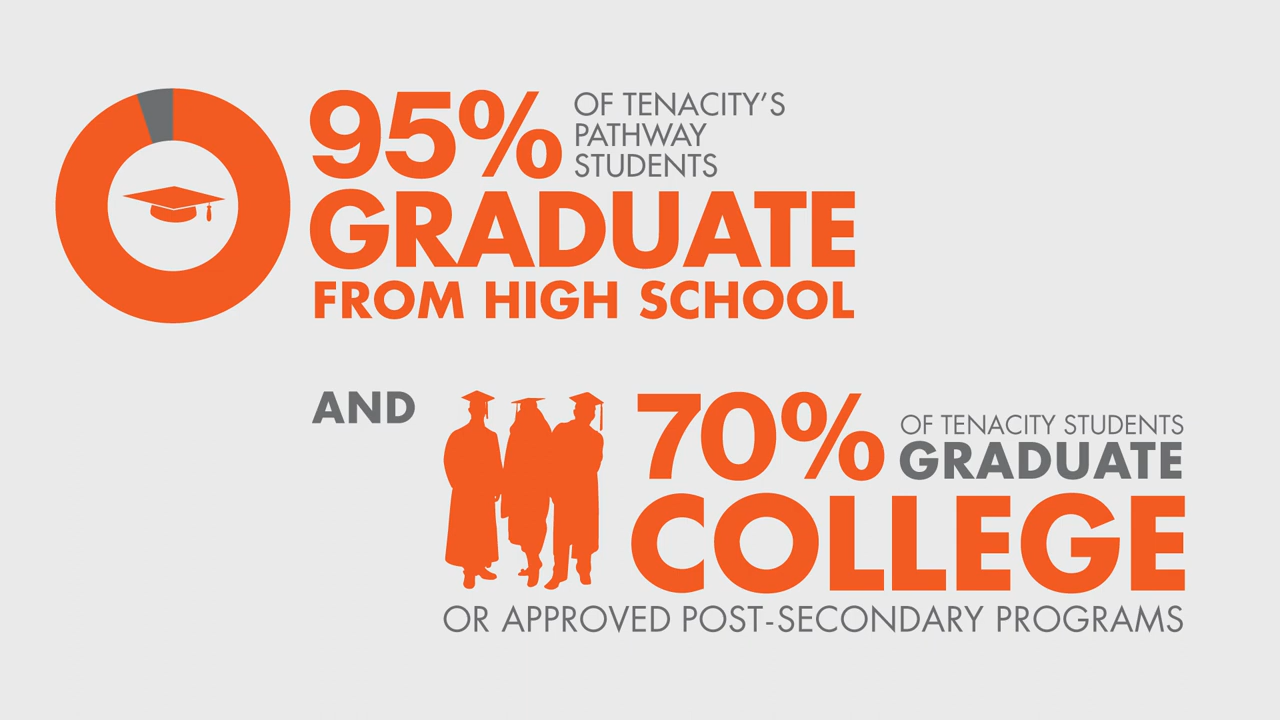 95% OF TENACITY’S
PATHWAY
STUDENTS
GRADUATE
FROM HIGH SCHOOL
AND
70% OF TENACITY STUDENTS
GRADUATE
COLLEGE
OR APPROVED POST-SECONDARY PROGRAMS